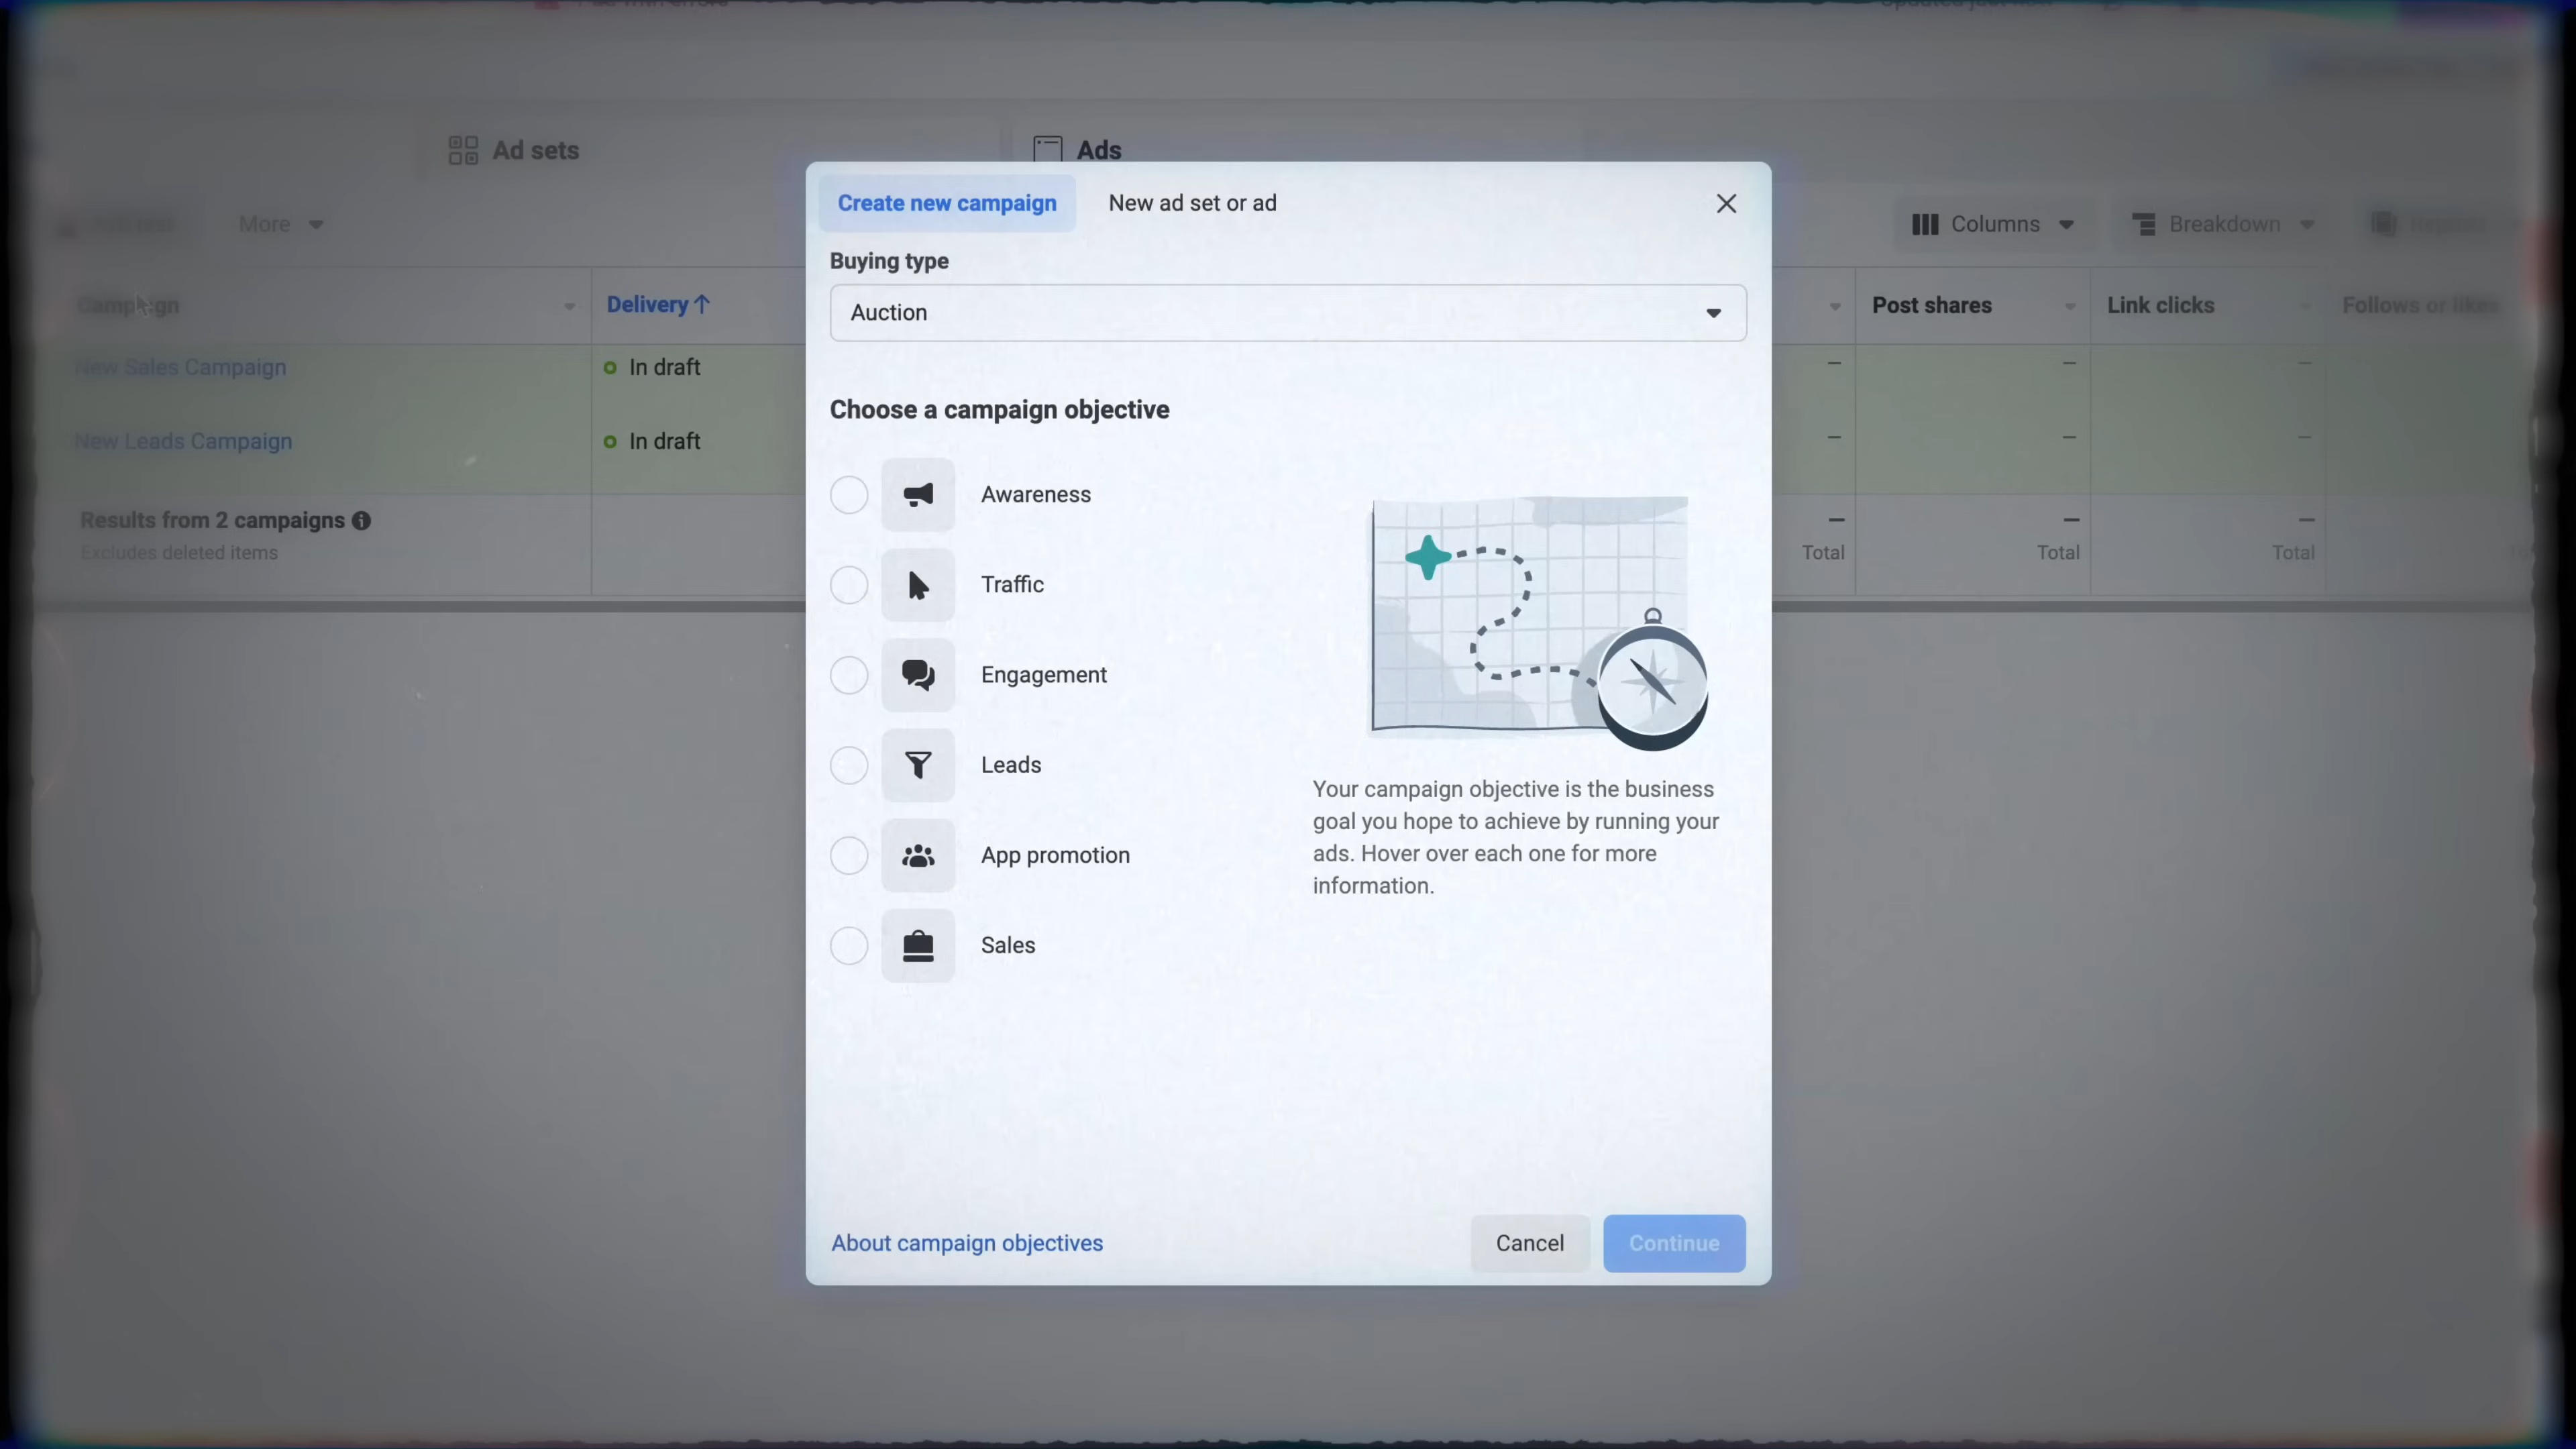 Ad sets
Ads
More
Columns
Breakdown
Campaign
Delivery↑
Post shares
Link clicks
Follows or likes
New Sales Campaign
In draft
—
—
—
New Leads Campaign
In draft
—
—
—
Results from 2 campaigns
Excludes deleted items
—
—
—
Total
Total
Total
Create new campaign
New ad set or ad
Buying type
Auction
Choose a campaign objective
Awareness
Traffic
Engagement
Leads
App promotion
Sales
Your campaign objective is the business
goal you hope to achieve by running your
ads. Hover over each one for more
information.
About campaign objectives
Cancel
Continue